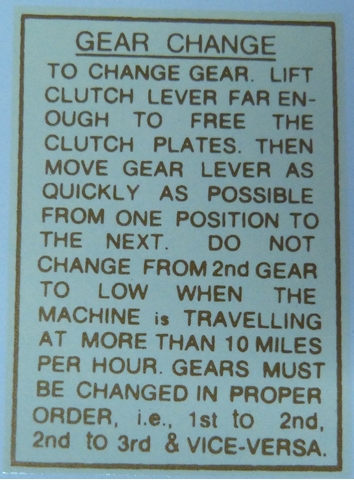 GEAR CHANGE
TO CHANGE GEAR. LIFT
CLUTCH LEVER FAR EN-
OUGH TO FREE THE
CLUTCH PLATES. THEN
MOVE GEAR LEVER AS
QUICKLY AS POSSIBLE
FROM ONE POSITION TO
THE NEXT. DO NOT
CHANGE FROM 2nd GEAR
TO LOW WHEN THE
MACHINE is TRAVELLING
AT MORE THAN 10 MILES
PER HOUR. GEARS MUST
BE CHANGED IN PROPER
ORDER, i.e., 1st to 2nd,
2nd to 3rd & VICE-VERSA.